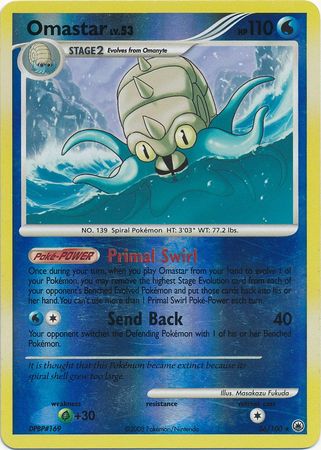 Omastar LV.53
HP 110
STAGE 2 Evolves from Omanyte
NO. 139 Spiral Pokémon HT: 3'03" WT: 77.2 lbs.
Poké-POWER Primal Swirl
Once during your turn, when you play Omastar from your hand to evolve 1 of
your Pokémon, you may remove the highest Stage Evolution card from each of
your opponent's Benched Evolved Pokémon and put those cards back into his or
her hand. You can't use more than 1 Primal Swirl Poké-Power each turn.
Send Back 40
Your opponent switches the Defending Pokémon with 1 of his or her Benched
Pokémon.
It is thought that this Pokémon became extinct because its
spiral shell grew too large.
Illus. Masakazu Fukuda
weakness resistance retreat cost
+30
DPBP#169 ©2008 Pokémon/Nintendo 36/100